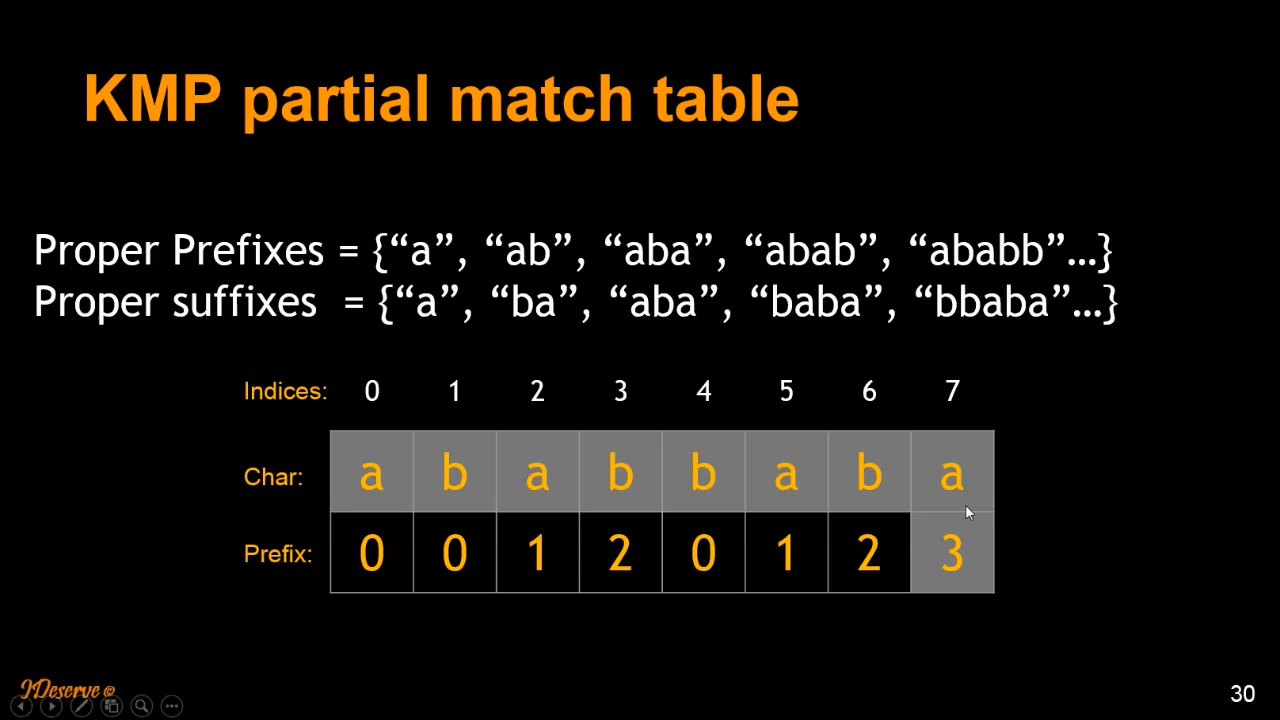 KMP partial match table
Proper Prefixes = {“a”, “ab”, “aba”, “abab”, “ababb”…}
Proper suffixes = {“a”, “ba”, “aba”, “baba”, “bbaba”…}
Indices: 0 1 2 3 4 5 6 7
Char: a b a b b a b a
Prefix: 0 0 1 2 0 1 2 3
IDeserve ©
30